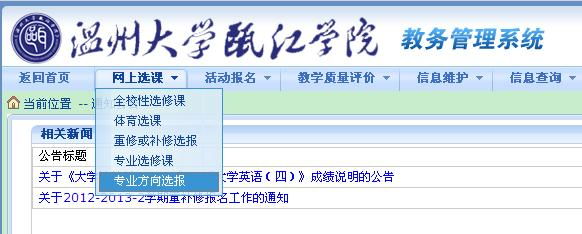 温州大学瓯江学院 教务管理系统
返回首页 网上选课 活动报名 教学质量评价 信息维护 信息查询
当前位置 -- 通
全校性选修课
体育选课
相关新闻
重修或补修选报
公告标题
专业选修课
关于《大学 大学英语（四）》成绩说明的公告
专业方向选报
关于2012-2013-2学期重补修报名工作的通知